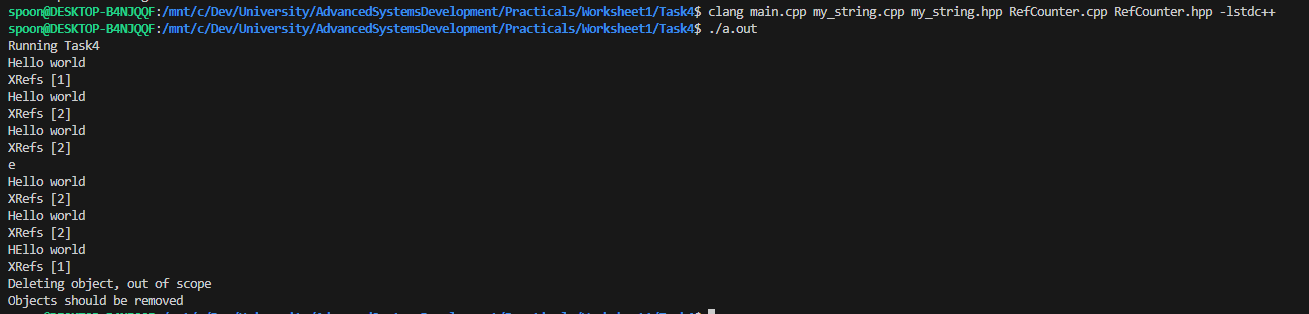 spoon@DESKTOP-B4NJQQF:/mnt/c/Dev/University/AdvancedSystemsDevelopment/Practicals/Worksheet1/Task4$ clang main.cpp my_string.cpp my_string.hpp RefCounter.cpp RefCounter.hpp -lstdc++
spoon@DESKTOP-B4NJQQF:/mnt/c/Dev/University/AdvancedSystemsDevelopment/Practicals/Worksheet1/Task4$ ./a.out
Running Task4
Hello world
XRefs [1]
Hello world
XRefs [2]
Hello world
XRefs [2]
e
Hello world
XRefs [2]
Hello world
XRefs [2]
HEllo world
XRefs [1]
Deleting object, out of scope
Objects should be removed